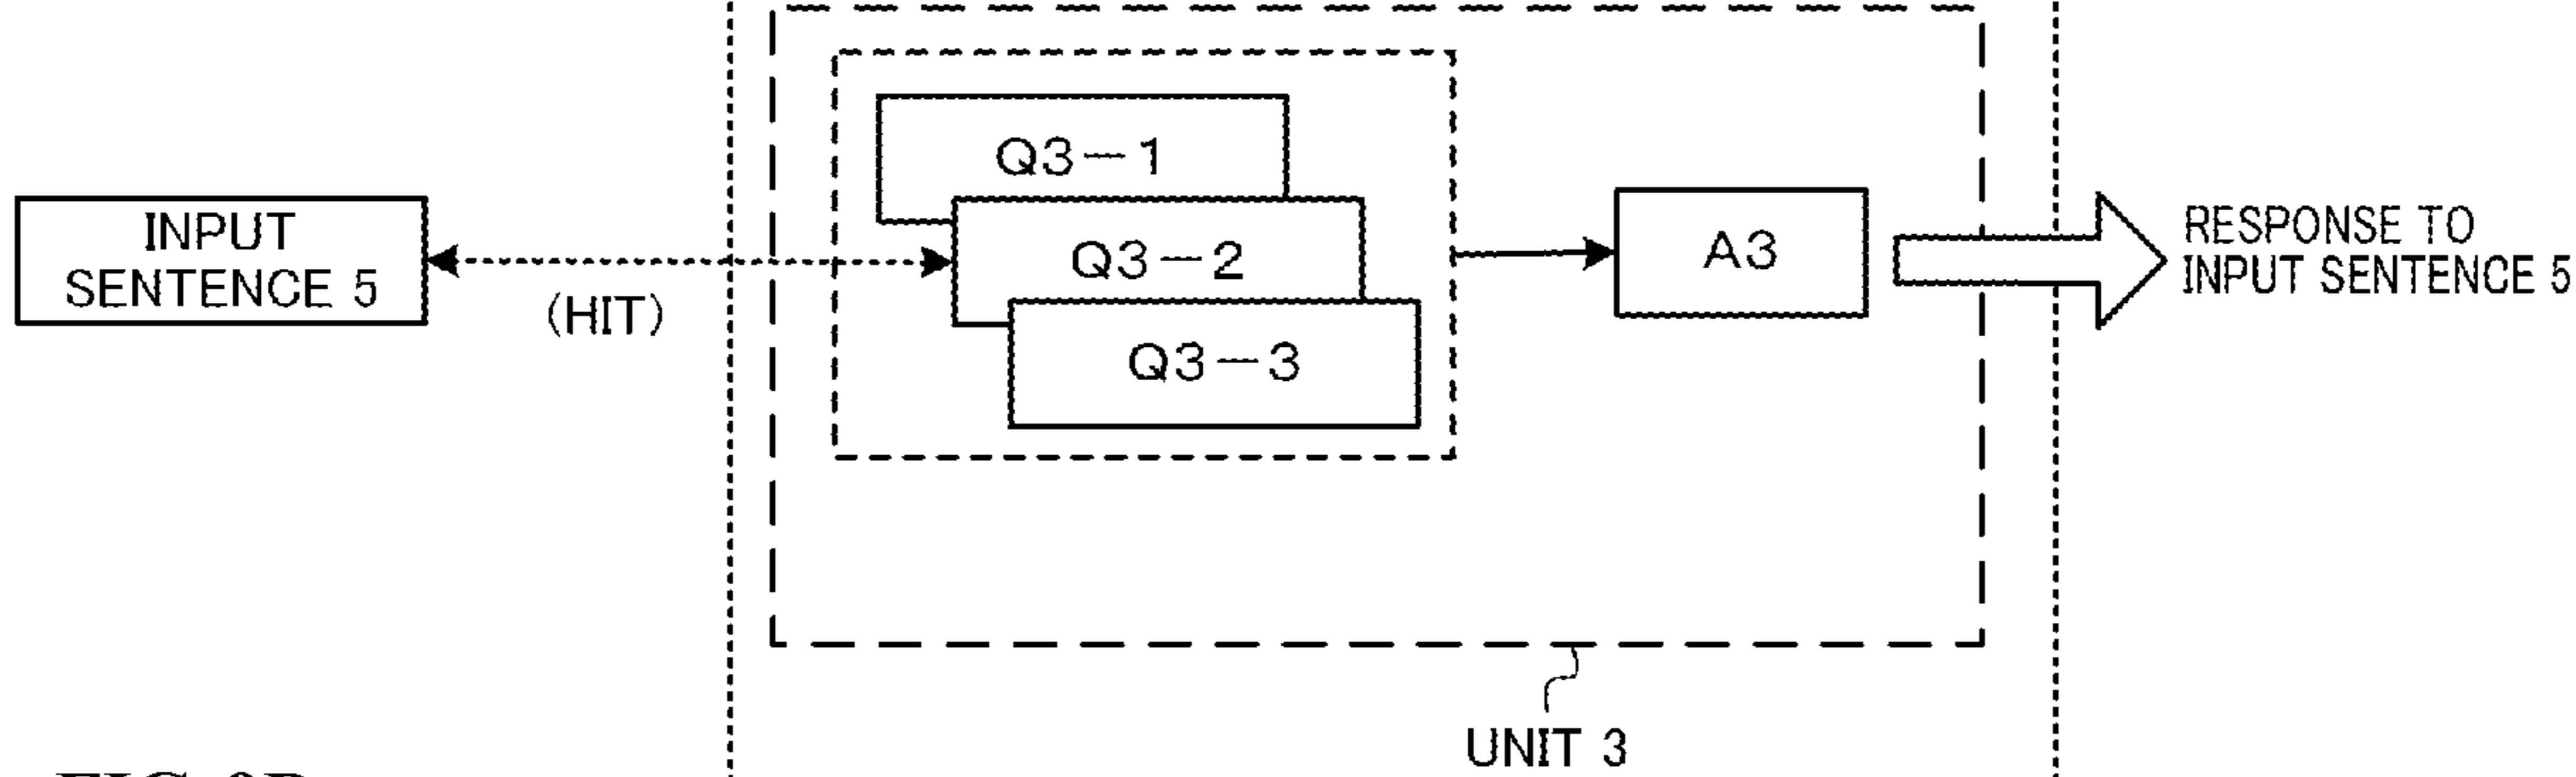 Q3-1
INPUT
SENTENCE 5
(HIT)
Q3-2
Q3-3
A3
RESPONSE TO
INPUT SENTENCE 5
UNIT 3